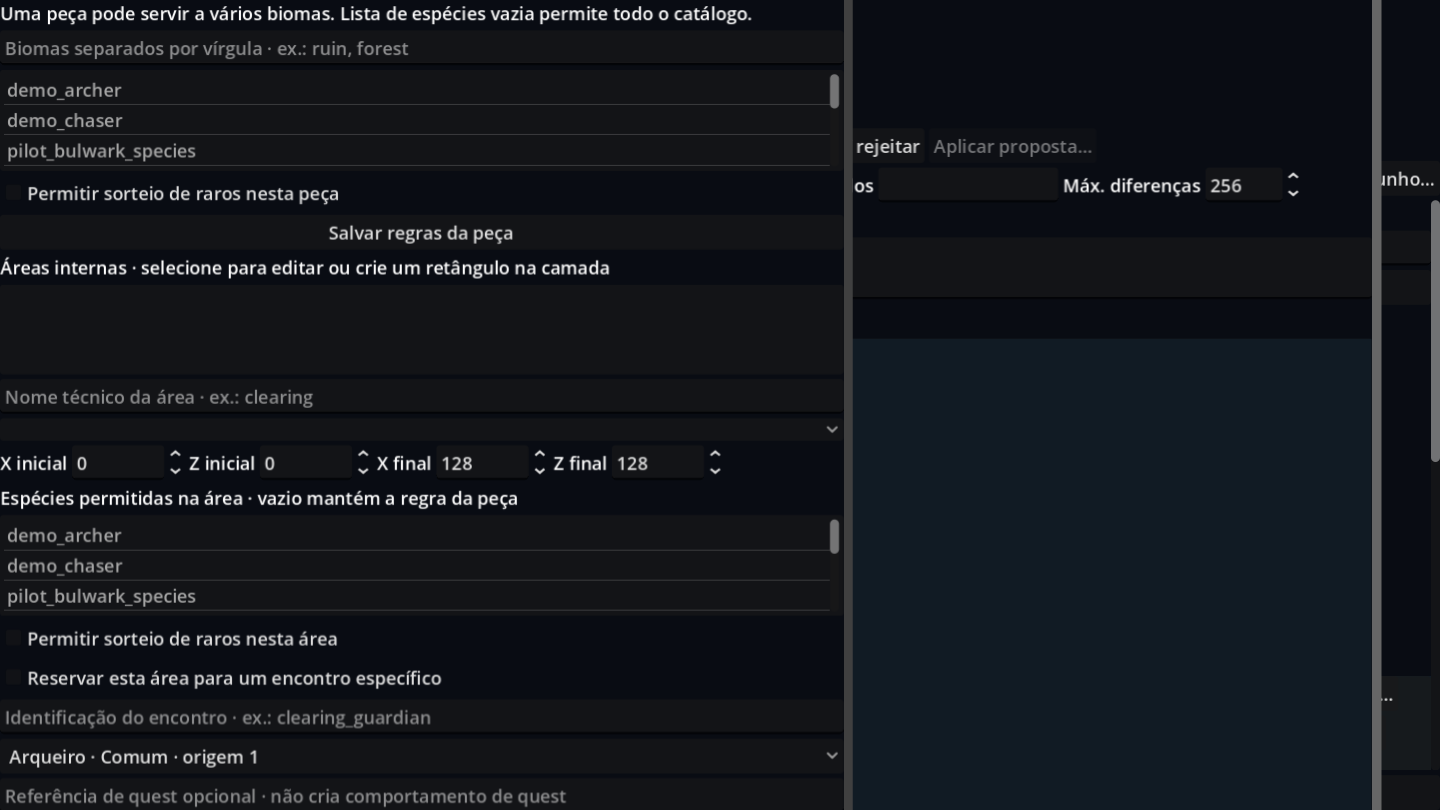 Uma peça pode servir a vários biomas. Lista de espécies vazia permite todo o catálogo.
Biomas separados por vírgula · ex.: ruin, forest
demo_archer
demo_chaser
pilot_bulwark_species
Permitir sorteio de raros nesta peça
Salvar regras da peça
Áreas internas · selecione para editar ou crie um retângulo na camada
Nome técnico da área · ex.: clearing
X inicial 0 Z inicial 0 X final 128 Z final 128
Espécies permitidas na área · vazio mantém a regra da peça
demo_archer
demo_chaser
pilot_bulwark_species
Permitir sorteio de raros nesta área
Reservar esta área para um encontro específico
Identificação do encontro · ex.: clearing_guardian
Arqueiro · Comum · origem 1
Referência de quest opcional · não cria comportamento de quest
rejeitar Aplicar proposta...
os Máx. diferenças 256
unho...
...